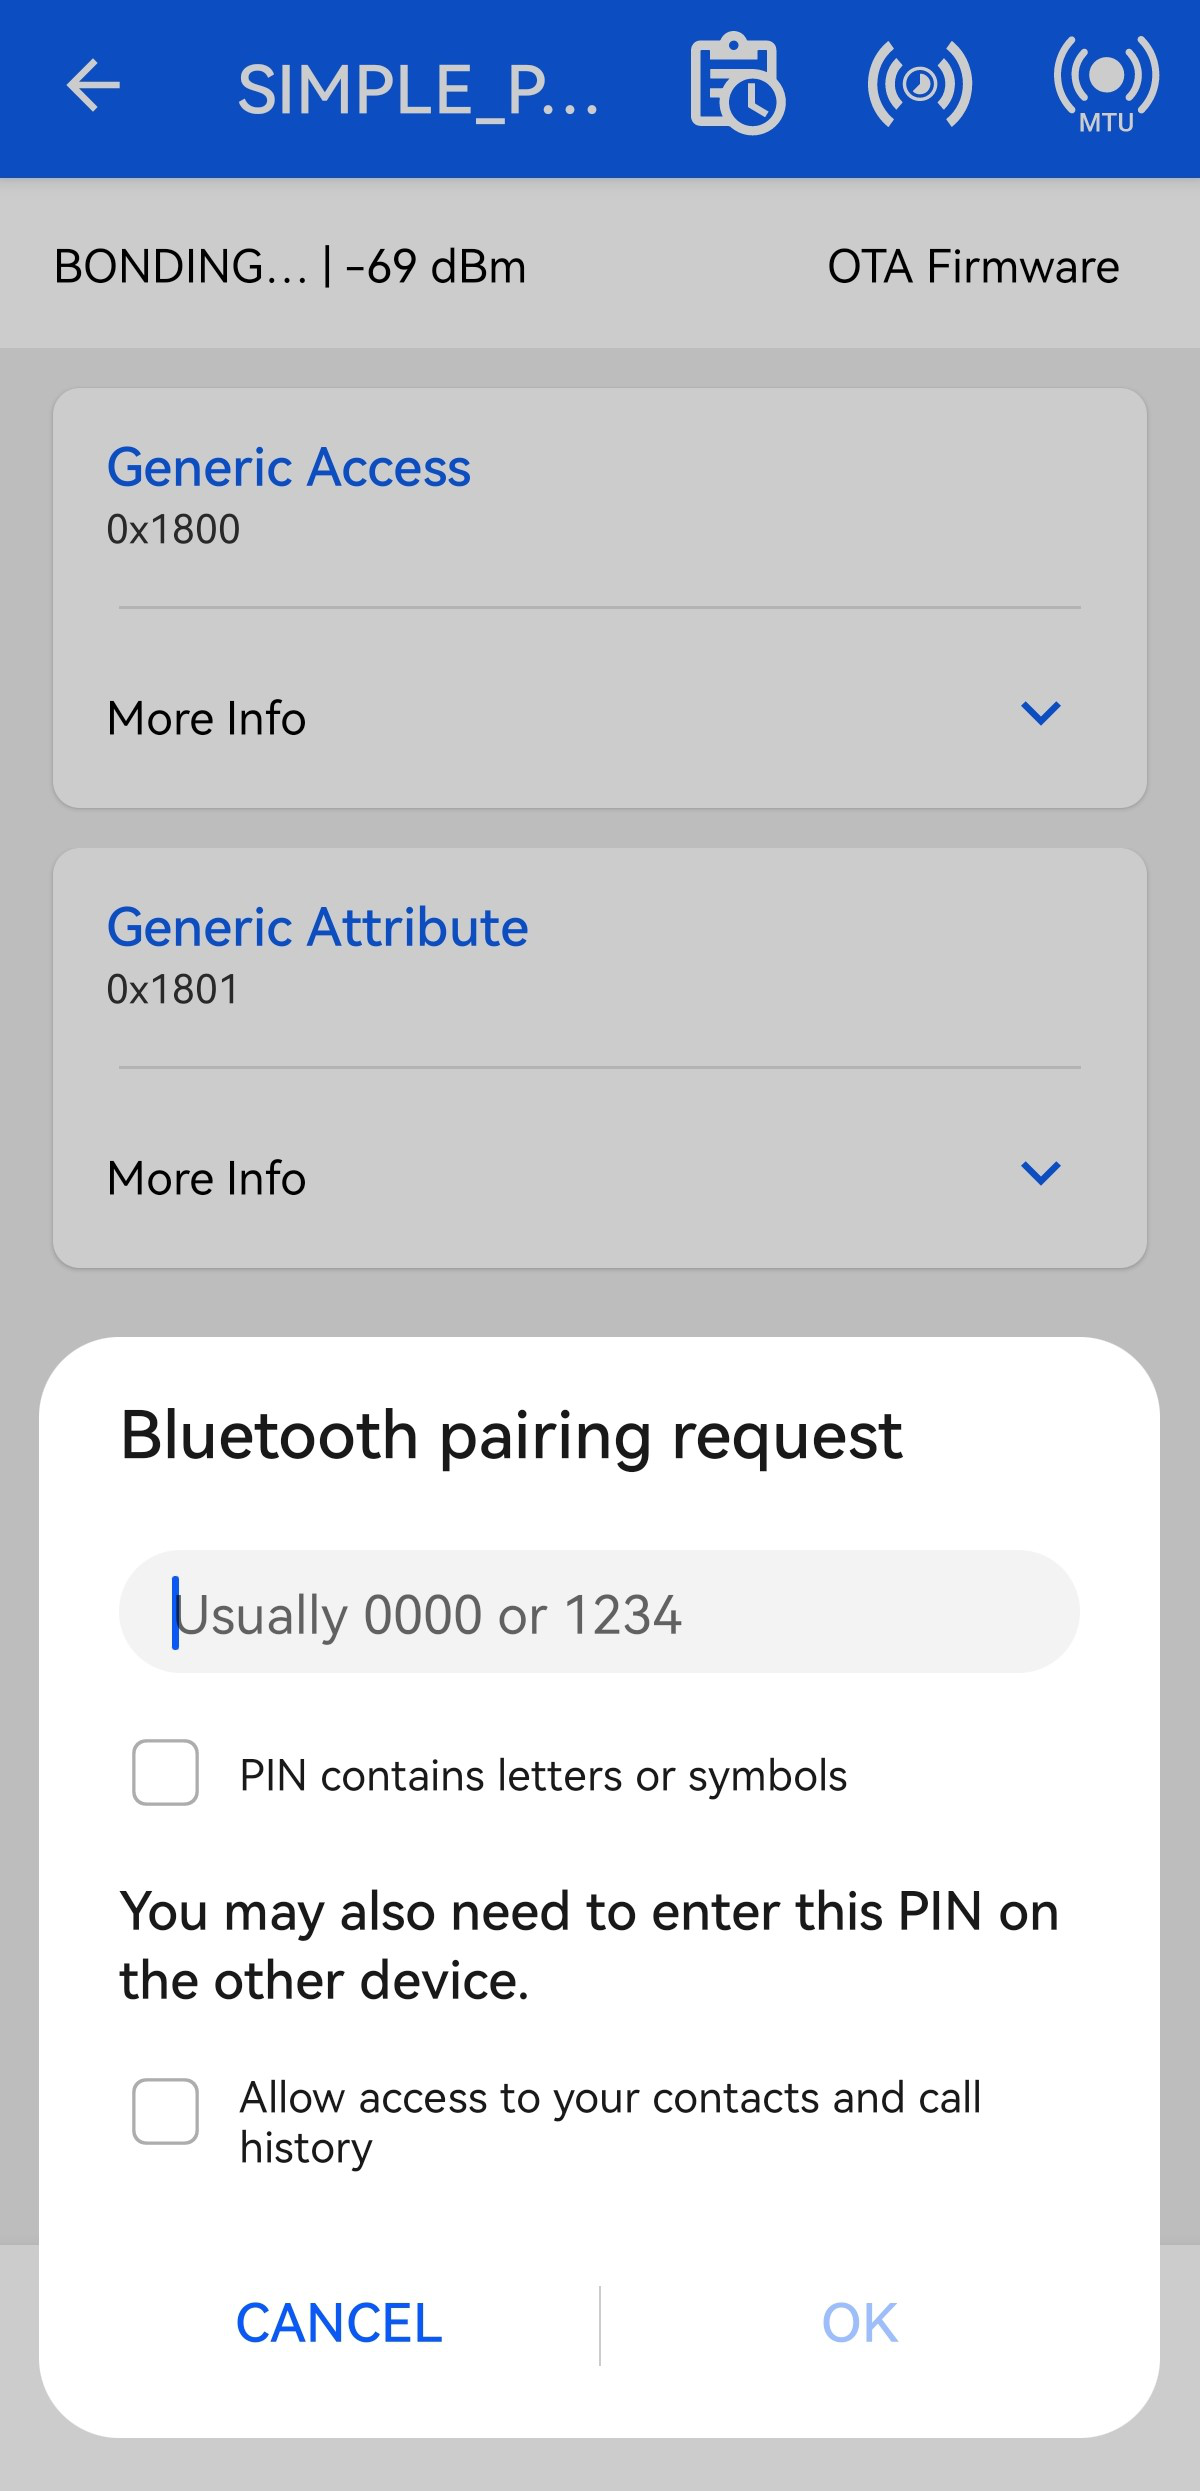 SIMPLE_P...
MTU
BONDING... | -69 dBm
OTA Firmware
Generic Access
0x1800
More Info
Generic Attribute
0x1801
More Info
Bluetooth pairing request
Usually 0000 or 1234
PIN contains letters or symbols
You may also need to enter this PIN on
the other device.
Allow access to your contacts and call
history
CANCEL
OK